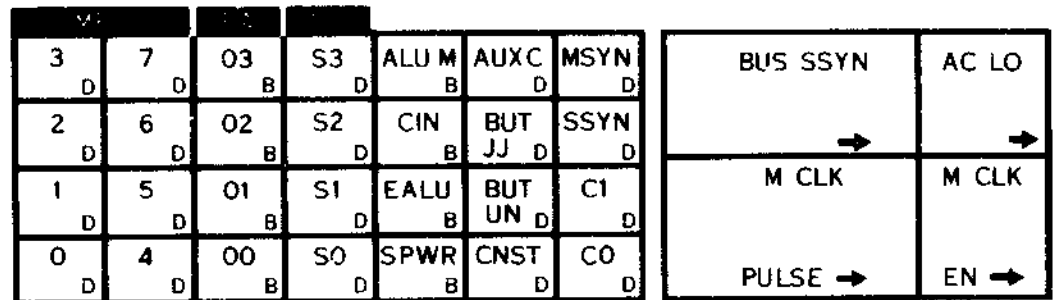 3 D 7 D 03 B S3 D ALU M B AUX C D MSYN D
2 D 6 D 02 B S2 D CIN B BUT JJ D SSYN D
1 D 5 D 01 B S1 D EALU B BUT UN D C1 D
0 D 4 D 00 B S0 D SPWR B CNST D C0 D
BUS SSYN
AC LO
M CLK
PULSE
M CLK
EN